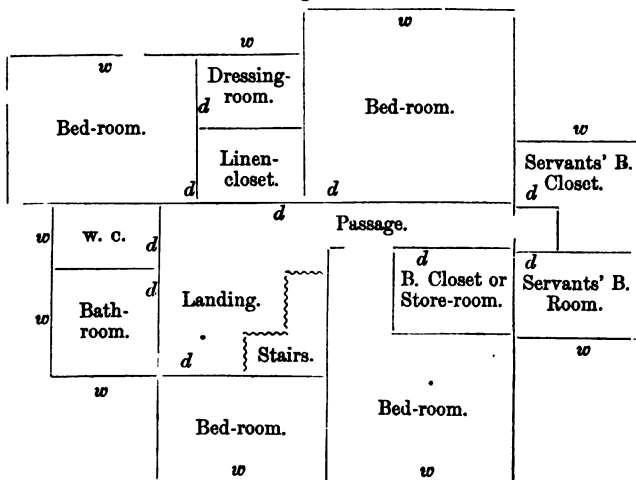 w
w
w
Dressing-
room.
d
Bed-room.
Bed-room.
w
Linen-
closet.
Servants' B.
Closet.
d
d
d
d
Passage.
w
W. C.
d
d
d
B. Closet or
Store-room.
Servants' B.
Room.
d
Landing.
Bath-
room.
w
Stairs.
d
w
w
Bed-room.
Bed-room.
w
w